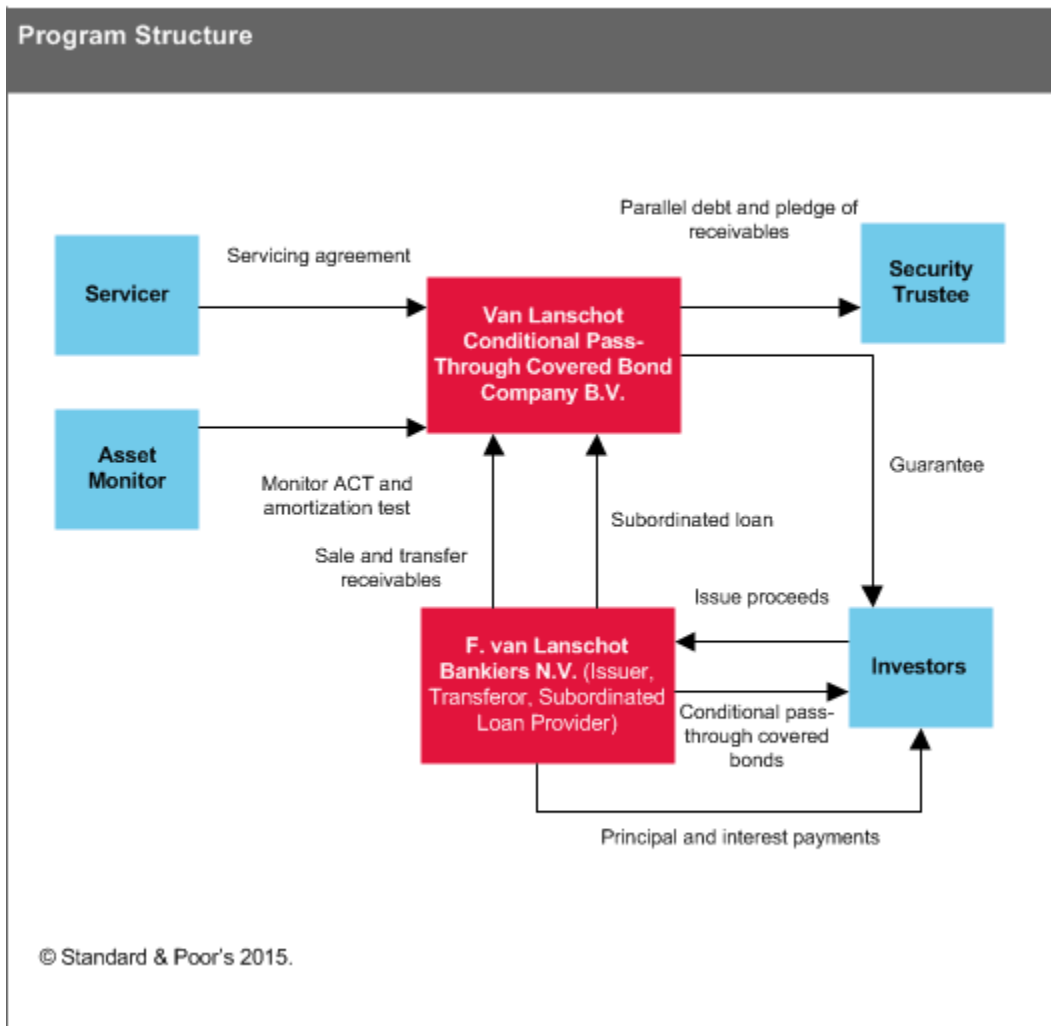 Program Structure
Parallel debt and pledge of
receivables
Servicing agreement
Servicer
Security
Trustee
Van Lanschot
Conditional Pass-
Through Covered Bond
Company B.V.
Asset
Monitor
Guarantee
Monitor ACT and
amortization test
Subordinated loan
Sale and transfer
receivables
Issue proceeds
F. van Lanschot
Bankiers N.V. (Issuer,
Transferor, Subordinated
Loan Provider)
Investors
Conditional pass-
through covered
bonds
Principal and interest payments
© Standard & Poor's 2015.